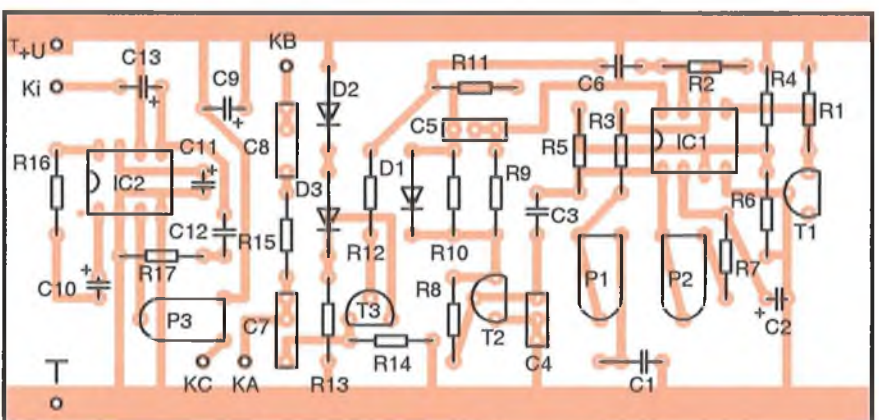 T+U
C13
KB
R11
C6
R2
R4
Ki
C9
D2
R1
C5
R5
R3
IC1
R16
C11
C8
IC2
D3
D1
R9
R6
C12
R15
C3
T1
R17
R12
R10
C10
R8
P1
P2
R7
P3
C7
T3
T2
C2
T
KC
KA
R13
R14
C4
C1